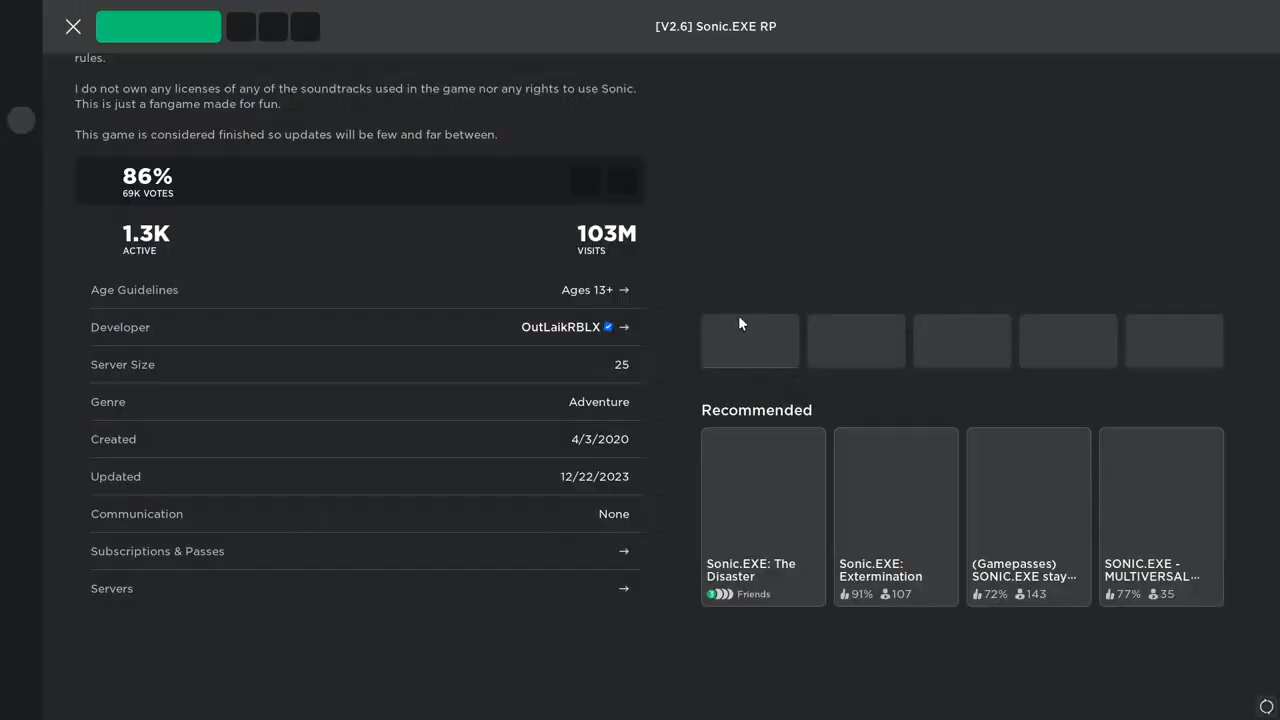 [V2.6] Sonic.EXE RP
rules.
I do not own any licenses of any of the soundtracks used in the game nor any rights to use Sonic.
This is just a fangame made for fun.
This game is considered finished so updates will be few and far between.
86%
69K VOTES
1.3K
ACTIVE
103M
VISITS
Age Guidelines
Ages 13+ →
Developer
OutLaikRBLX →
Server Size
25
Genre
Adventure
Created
4/3/2020
Updated
12/22/2023
Communication
None
Subscriptions & Passes →
Servers →
Recommended
Sonic.EXE: The
Disaster
3 Friends
Sonic.EXE:
Extermination
91% 107
(Gamepasses)
SONIC.EXE stay...
72% 143
SONIC.EXE -
MULTIVERSAL...
77% 35